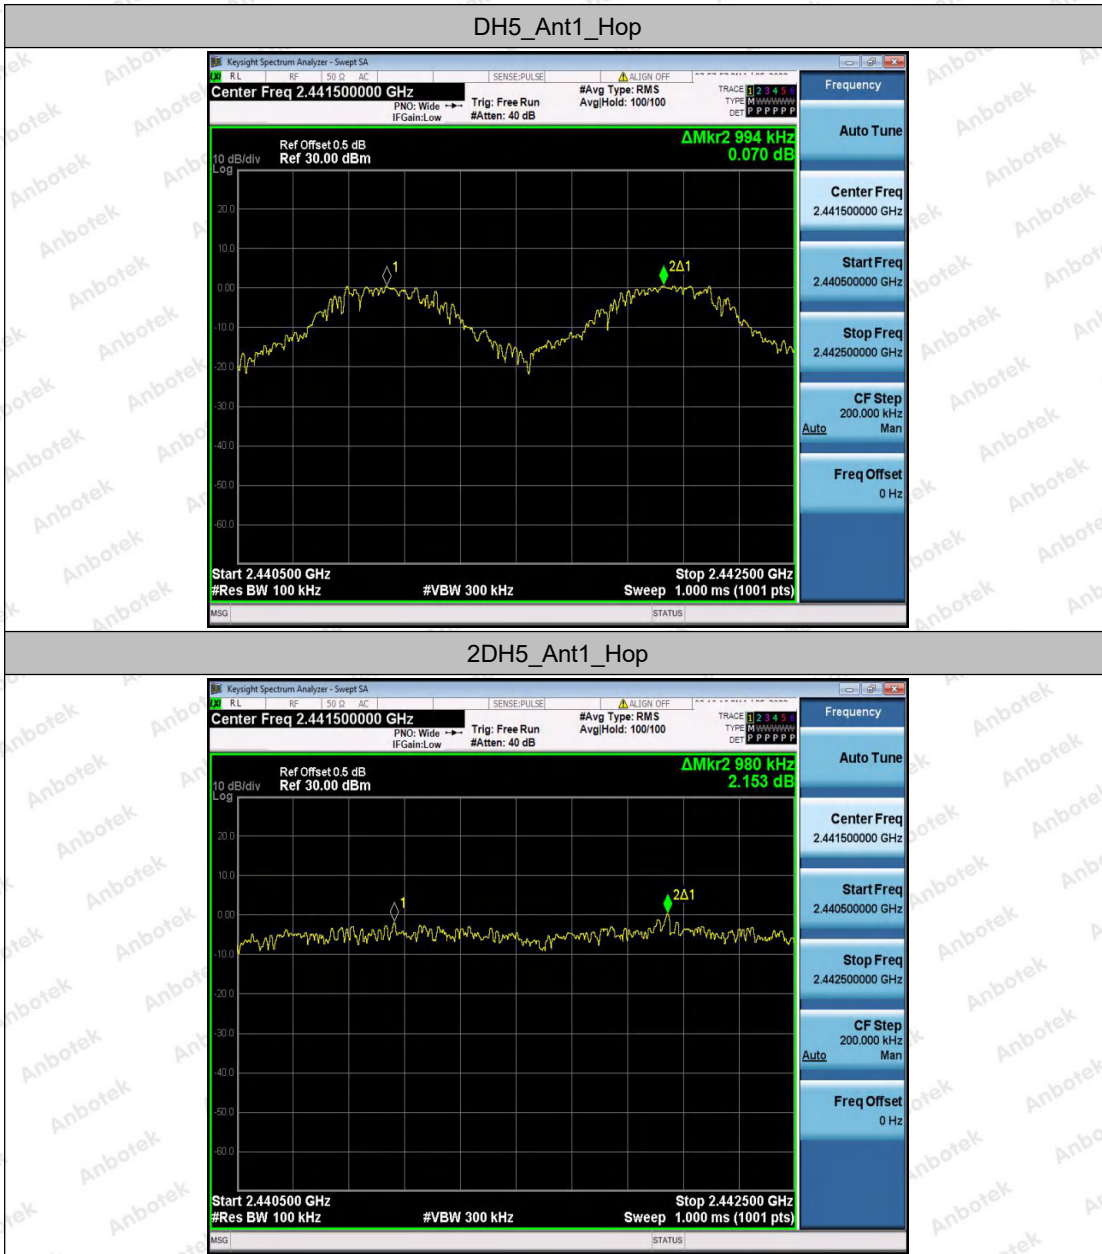 DH5_Ant1_Hop
Keysight Spectrum Analyzer - Swept SA
RL RF 50 Ω AC SENSE:PULSE ALIGN OFF
Center Freq 2.441500000 GHz
PNO: Wide
IFGain:Low
Trig: Free Run
#Atten: 40 dB
#Avg Type: RMS
Avg|Hold: 100/100
TRACE 1 2 3 4 5 6
TYPE M W W W W W
DET P P P P P P
Frequency
Auto Tune
Center Freq
2.441500000 GHz
Start Freq
2.440500000 GHz
Stop Freq
2.442500000 GHz
CF Step
200.000 kHz
Auto Man
Freq Offset
0 Hz
Ref Offset 0.5 dB
10 dB/div Ref 30.00 dBm
Log
ΔMkr2 994 kHz
0.070 dB
20.0
10.0
0.00
-10.0
-20.0
-30.0
-40.0
-50.0
-60.0
1
2Δ1
Start 2.440500 GHz Stop 2.442500 GHz
#Res BW 100 kHz #VBW 300 kHz Sweep 1.000 ms (1001 pts)
MSG STATUS
2DH5_Ant1_Hop
Keysight Spectrum Analyzer - Swept SA
RL RF 50 Ω AC SENSE:PULSE ALIGN OFF
Center Freq 2.441500000 GHz
PNO: Wide
IFGain:Low
Trig: Free Run
#Atten: 40 dB
#Avg Type: RMS
Avg|Hold: 100/100
TRACE 1 2 3 4 5 6
TYPE M W W W W W
DET P P P P P P
Frequency
Auto Tune
Center Freq
2.441500000 GHz
Start Freq
2.440500000 GHz
Stop Freq
2.442500000 GHz
CF Step
200.000 kHz
Auto Man
Freq Offset
0 Hz
Ref Offset 0.5 dB
10 dB/div Ref 30.00 dBm
Log
ΔMkr2 980 kHz
2.153 dB
20.0
10.0
0.00
-10.0
-20.0
-30.0
-40.0
-50.0
-60.0
1
2Δ1
Start 2.440500 GHz Stop 2.442500 GHz
#Res BW 100 kHz #VBW 300 kHz Sweep 1.000 ms (1001 pts)
MSG STATUS
Anbotek